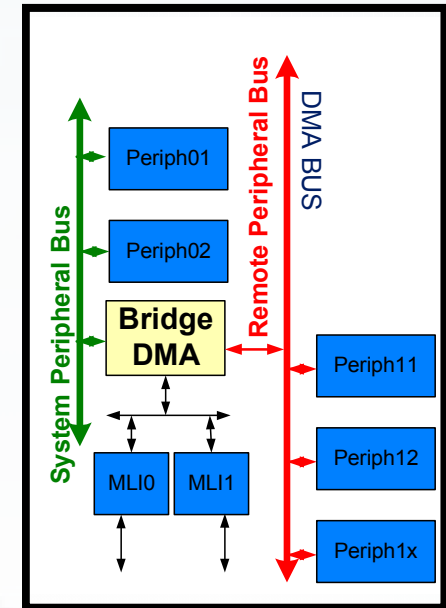 System Peripheral Bus
Periph01
Periph02
Bridge
DMA
MLI0
MLI1
Remote Peripheral Bus
DMA BUS
Periph11
Periph12
Periph1x